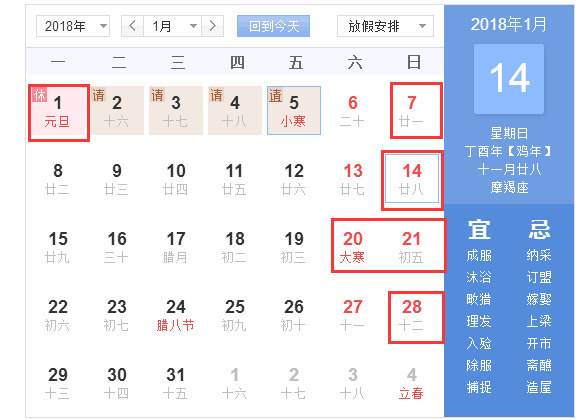 2018年 1月 回到今天 放假安排
一 二 三 四 五 六 日
休 请 请 请 请
1 2 3 4 5 6 7
元旦 十六 十七 十八 小寒 二十 廿一
8 9 10 11 12 13 14
廿二 廿三 廿四 廿五 廿六 廿七 廿八
15 16 17 18 19 20 21
廿九 三十 腊月 初二 初三 大寒 初五
22 23 24 25 26 27 28
初六 初七 腊八节 初九 初十 十一 十二
29 30 31 1 2 3 4
十三 十四 十五 十六 十七 十八 立春
2018年1月
14
星期日
丁酉年【鸡年】
十一月廿八
摩羯座
宜 忌
成服 纳采
沐浴 订盟
畋猎 嫁娶
理发 上梁
入殓 开市
除服 斋醮
捕捉 造屋